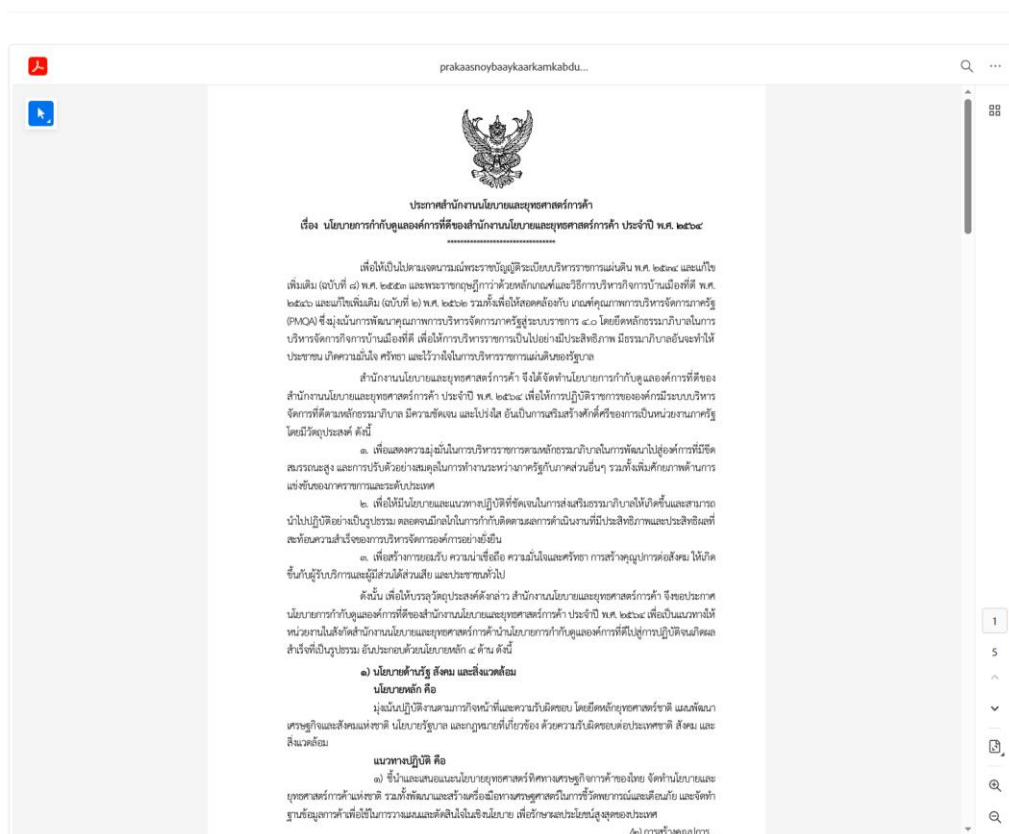 prakaasnoybaaykaarkamkabdu...
ประกาศสำนักงานนโยบายและยุทธศาสตร์การค้า
เรื่อง นโยบายการกำกับดูแลองค์การที่ดีของสำนักงานนโยบายและยุทธศาสตร์การค้า ประจำปี พ.ศ. ๒๕๖๔
**********************************
เพื่อให้เป็นไปตามเจตนารมณ์พระราชบัญญัติระเบียบบริหารราชการแผ่นดิน พ.ศ. ๒๕๓๔ และแก้ไข
เพิ่มเติม (ฉบับที่ ๘) พ.ศ. ๒๕๕๓ และพระราชกฤษฎีกาว่าด้วยหลักเกณฑ์และวิธีการบริหารกิจการบ้านเมืองที่ดี พ.ศ.
๒๕๔๖ และแก้ไขเพิ่มเติม (ฉบับที่ ๒) พ.ศ. ๒๕๖๒ รวมทั้งเพื่อให้สอดคล้องกับ เกณฑ์คุณภาพการบริหารจัดการภาครัฐ
(PMQA) ซึ่งมุ่งเน้นการพัฒนาคุณภาพการบริหารจัดการภาครัฐสู่ระบบราชการ ๔.๐ โดยยึดหลักธรรมาภิบาลในการ
บริหารจัดการกิจการบ้านเมืองที่ดี เพื่อให้การบริหารราชการเป็นไปอย่างมีประสิทธิภาพ มีธรรมาภิบาลอันจะทำให้
ประชาชน เกิดความมั่นใจ ศรัทธา และไว้วางใจในการบริหารราชการแผ่นดินของรัฐบาล
สำนักงานนโยบายและยุทธศาสตร์การค้า จึงได้จัดทำนโยบายการกำกับดูแลองค์การที่ดีของ
สำนักงานนโยบายและยุทธศาสตร์การค้า ประจำปี พ.ศ. ๒๕๖๔ เพื่อให้การปฏิบัติราชการขององค์กรมีระบบบริหาร
จัดการที่ดีตามหลักธรรมาภิบาล มีความชัดเจน และโปร่งใส อันเป็นการเสริมสร้างศักดิ์ศรีของการเป็นหน่วยงานภาครัฐ
โดยมีวัตถุประสงค์ ดังนี้
๑. เพื่อแสดงความมุ่งมั่นในการบริหารราชการตามหลักธรรมาภิบาลในการพัฒนาไปสู่องค์การที่มีขีด
สมรรถนะสูง และการปรับตัวอย่างสมดุลในการทำงานระหว่างภาครัฐกับภาคส่วนอื่นๆ รวมทั้งเพิ่มศักยภาพด้านการ
แข่งขันของภาคราชการและระดับประเทศ
๒. เพื่อให้มีนโยบายและแนวทางปฏิบัติที่ชัดเจนในการส่งเสริมธรรมาภิบาลให้เกิดขึ้นและสามารถ
นำไปปฏิบัติอย่างเป็นรูปธรรม ตลอดจนมีกลไกในการกำกับติดตามผลการดำเนินงานที่มีประสิทธิภาพและประสิทธิผลที่
สะท้อนความสำเร็จของการบริหารจัดการองค์การอย่างยั่งยืน
๓. เพื่อสร้างการยอมรับ ความน่าเชื่อถือ ความมั่นใจและศรัทธา การสร้างคุณูปการต่อสังคม ให้เกิด
ขึ้นกับผู้รับบริการและผู้มีส่วนได้ส่วนเสีย และประชาชนทั่วไป
ดังนั้น เพื่อให้บรรลุวัตถุประสงค์ดังกล่าว สำนักงานนโยบายและยุทธศาสตร์การค้า จึงขอประกาศ
นโยบายการกำกับดูแลองค์การที่ดีของสำนักงานนโยบายและยุทธศาสตร์การค้า ประจำปี พ.ศ. ๒๕๖๔ เพื่อเป็นแนวทางให้
หน่วยงานในสังกัดสำนักงานนโยบายและยุทธศาสตร์การค้านำนโยบายการกำกับดูแลองค์การที่ดีไปสู่การปฏิบัติจนเกิดผล
สำเร็จที่เป็นรูปธรรม อันประกอบด้วยนโยบายหลัก ๔ ด้าน ดังนี้
๑) นโยบายด้านรัฐ สังคม และสิ่งแวดล้อม
นโยบายหลัก คือ
มุ่งเน้นปฏิบัติงานตามภารกิจหน้าที่และความรับผิดชอบ โดยยึดหลักยุทธศาสตร์ชาติ แผนพัฒนา
เศรษฐกิจและสังคมแห่งชาติ นโยบายรัฐบาล และกฎหมายที่เกี่ยวข้อง ด้วยความรับผิดชอบต่อประเทศชาติ สังคม และ
สิ่งแวดล้อม
แนวทางปฏิบัติ คือ
๑) ชี้นำและเสนอแนะนโยบายยุทธศาสตร์ทิศทางเศรษฐกิจการค้าของไทย จัดทำนโยบายและ
ยุทธศาสตร์การค้าแห่งชาติ รวมทั้งพัฒนาและสร้างเครื่องมือทางเศรษฐศาสตร์ในการชี้วัดพยากรณ์และเตือนภัย และจัดทำ
ฐานข้อมูลการค้าเพื่อใช้ในการวางแผนและตัดสินใจในเชิงนโยบาย เพื่อรักษาผลประโยชน์สูงสุดของประเทศ
/๒) การสร้างคุณูปการ...
1
5